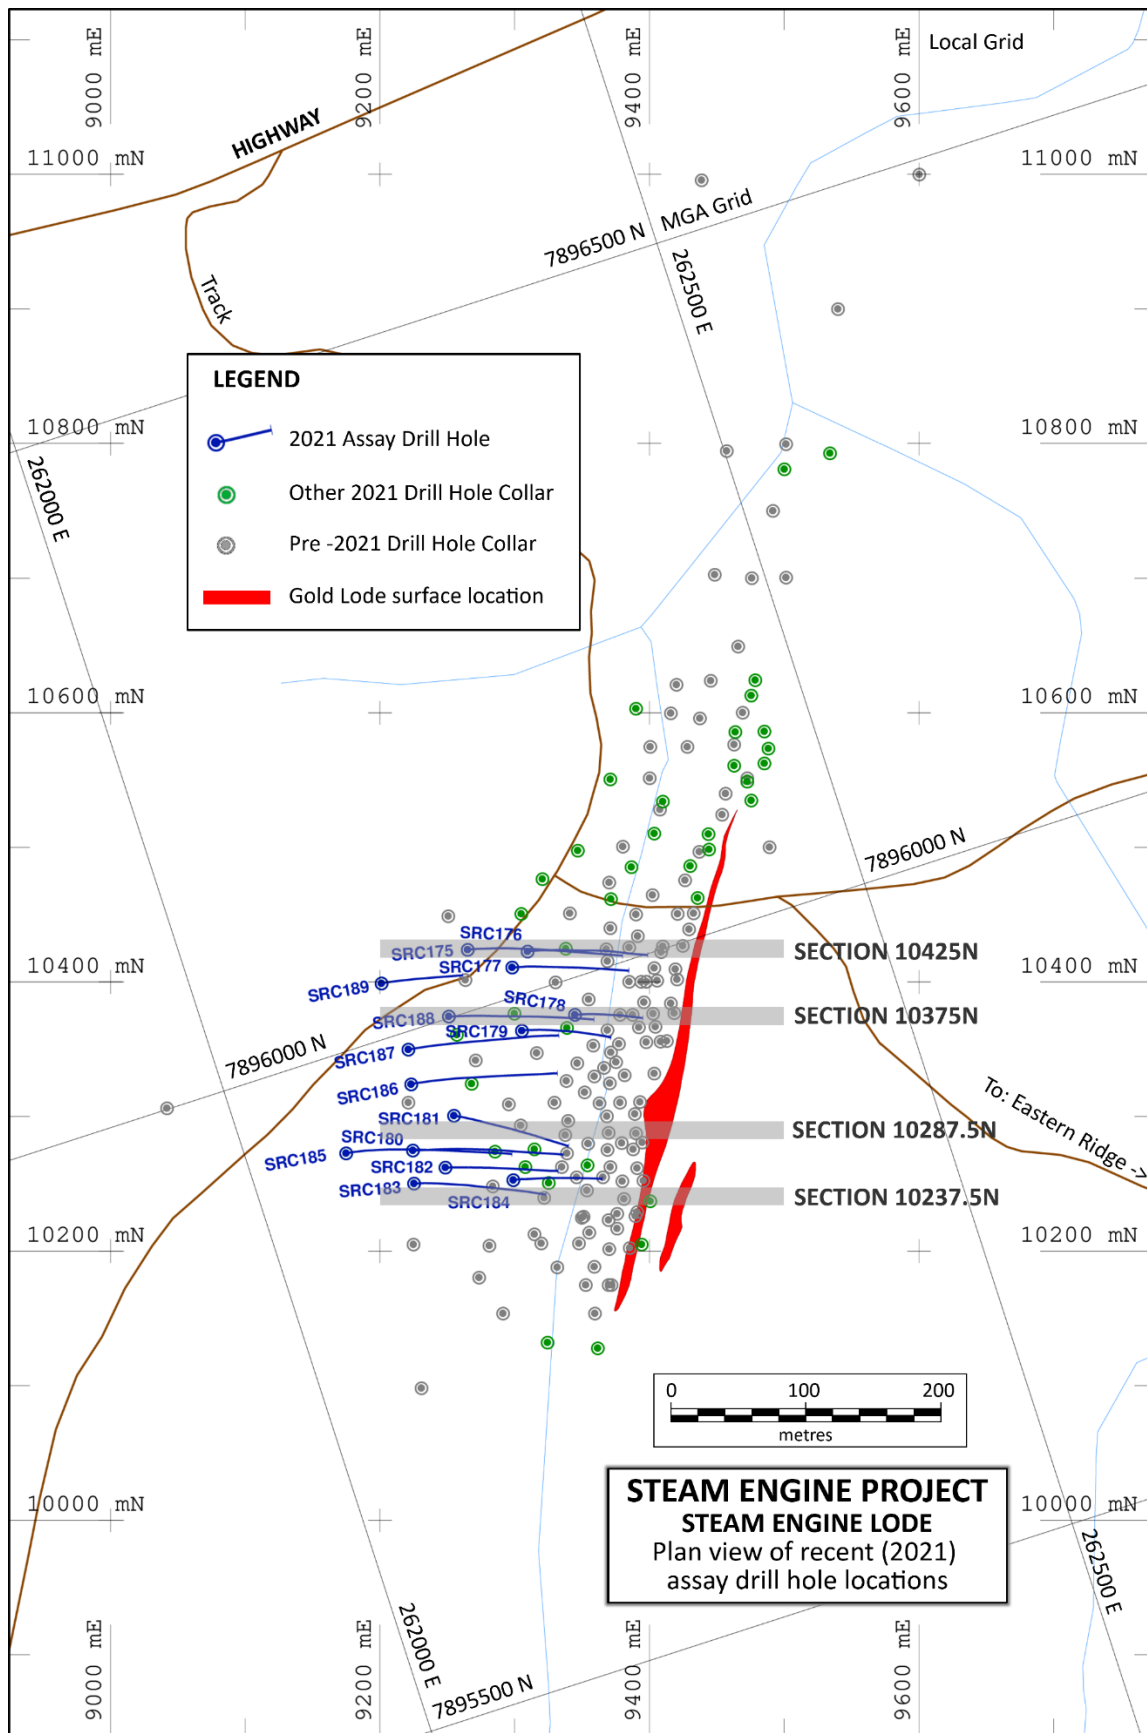 9000 mE
9200 mE
9400 mE
9600 mE
Local Grid
HIGHWAY
11000 mN
11000 mN
MGA Grid
7896500 N
262500 E
Track
LEGEND
2021 Assay Drill Hole
Other 2021 Drill Hole Collar
Pre -2021 Drill Hole Collar
Gold Lode surface location
10800 mN
10800 mN
262000 E
10600 mN
10600 mN
7896000 N
SRC176
SRC175
SECTION 10425N
SRC177
10400 mN
10400 mN
SRC189
SRC178
SRC188
SECTION 10375N
SRC179
7896000 N
SRC187
SRC186
To: Eastern Ridge ->
SRC181
SECTION 10287.5N
SRC180
SRC185
SRC182
SRC183
SRC184
SECTION 10237.5N
10200 mN
10200 mN
0 100 200
metres
STEAM ENGINE PROJECT
STEAM ENGINE LODE
Plan view of recent (2021)
assay drill hole locations
10000 mN
10000 mN
262500 E
262000 E
7895500 N
9000 mE
9200 mE
9400 mE
9600 mE